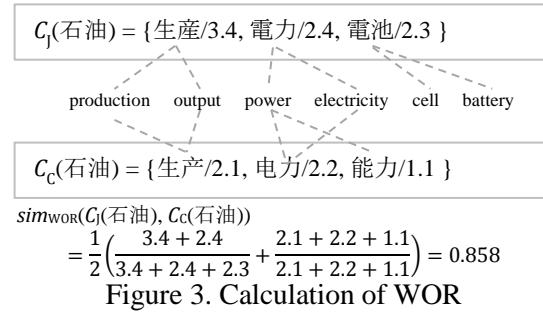 C_J(石油) = {生産/3.4, 電力/2.4, 電池/2.3 }
production output power electricity cell battery
C_C(石油) = {生产/2.1, 电力/2.2, 能力/1.1 }
sim_WOR(C_J(石油), C_C(石油))
= 1/2 ( (3.4 + 2.4)/(3.4 + 2.4 + 2.3) + (2.1 + 2.2 + 1.1)/(2.1 + 2.2 + 1.1) ) = 0.858
Figure 3. Calculation of WOR